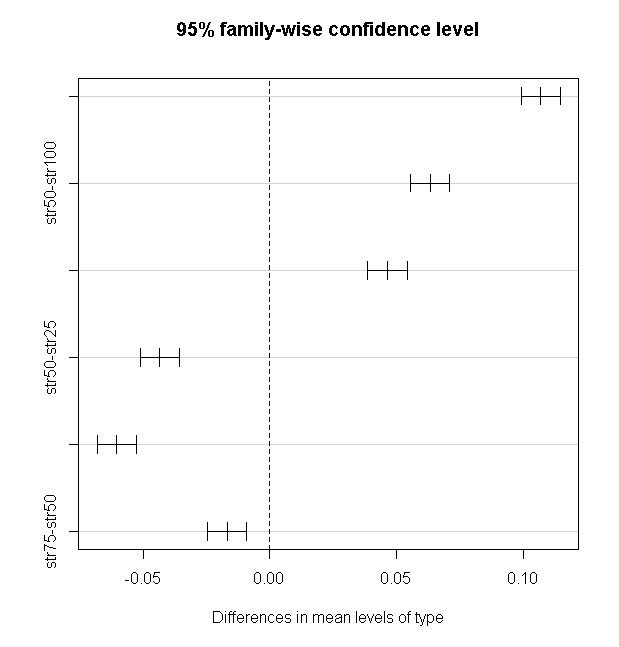 95% family-wise confidence level
str50-str100
str50-str25
str75-str50
-0.05 0.00 0.05 0.10
Differences in mean levels of type